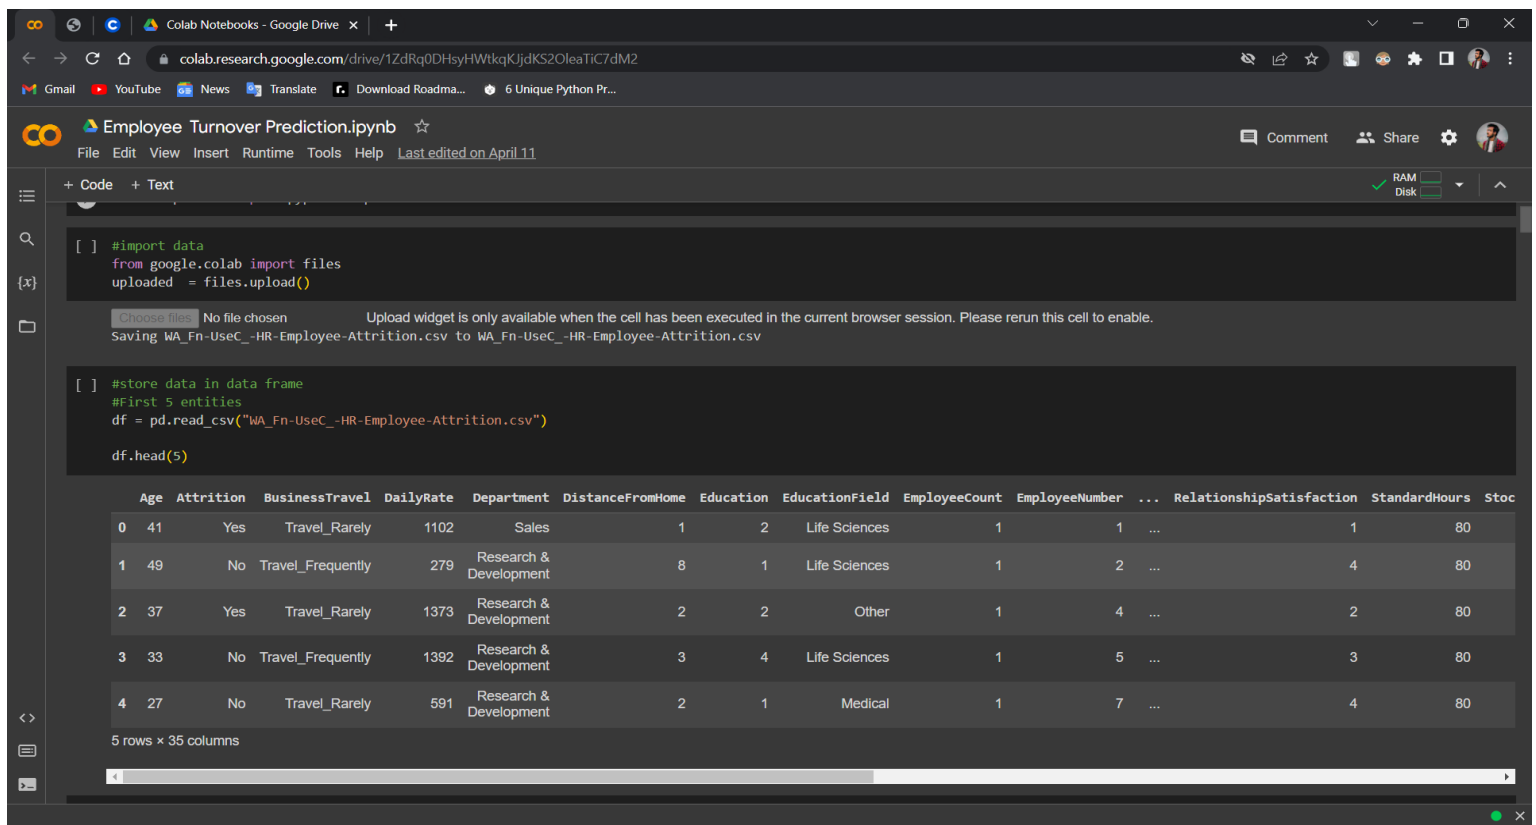 Colab Notebooks - Google Drive
colab.research.google.com/drive/1ZdRq0DHsyHWtkqKJjdKS2OleaTiC7dM2
Gmail YouTube News Translate Download Roadma... 6 Unique Python Pr...
Employee Turnover Prediction.ipynb
Comment Share
File Edit View Insert Runtime Tools Help Last edited on April 11
+ Code + Text
RAM
Disk
[ ] #import data
from google.colab import files
uploaded = files.upload()
Choose files No file chosen Upload widget is only available when the cell has been executed in the current browser session. Please rerun this cell to enable.
Saving WA_Fn-UseC_-HR-Employee-Attrition.csv to WA_Fn-UseC_-HR-Employee-Attrition.csv
[ ] #store data in data frame
#First 5 entities
df = pd.read_csv("WA_Fn-UseC_-HR-Employee-Attrition.csv")
df.head(5)
Age Attrition BusinessTravel DailyRate Department DistanceFromHome Education EducationField EmployeeCount EmployeeNumber ... RelationshipSatisfaction StandardHours Stoc
0 41 Yes Travel_Rarely 1102 Sales 1 2 Life Sciences 1 1 ... 1 80
1 49 No Travel_Frequently 279 Research & Development 8 1 Life Sciences 1 2 ... 4 80
2 37 Yes Travel_Rarely 1373 Research & Development 2 2 Other 1 4 ... 2 80
3 33 No Travel_Frequently 1392 Research & Development 3 4 Life Sciences 1 5 ... 3 80
4 27 No Travel_Rarely 591 Research & Development 2 1 Medical 1 7 ... 4 80
5 rows × 35 columns